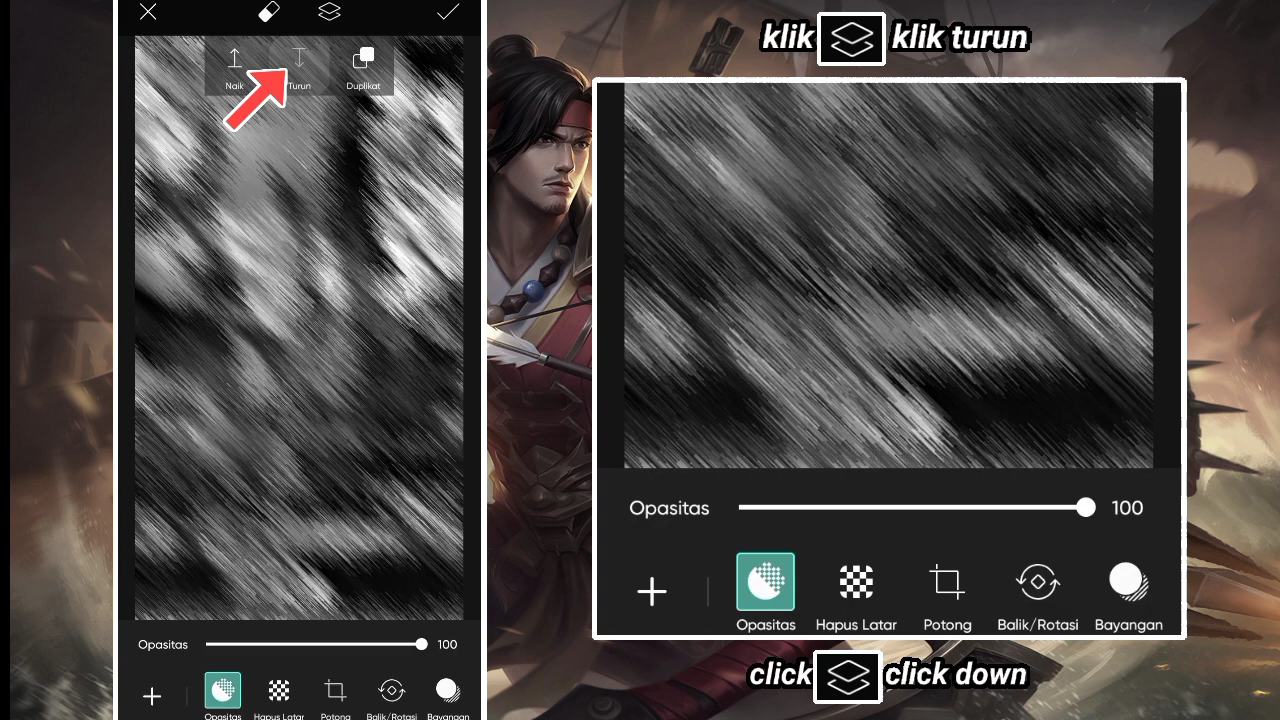 Naik Turun Duplikat
Opasitas 100
Opasitas Hapus Latar Potong Balik/Rotasi Bayangan
klik klik turun
Opasitas 100
Opasitas Hapus Latar Potong Balik/Rotasi Bayangan
click click down